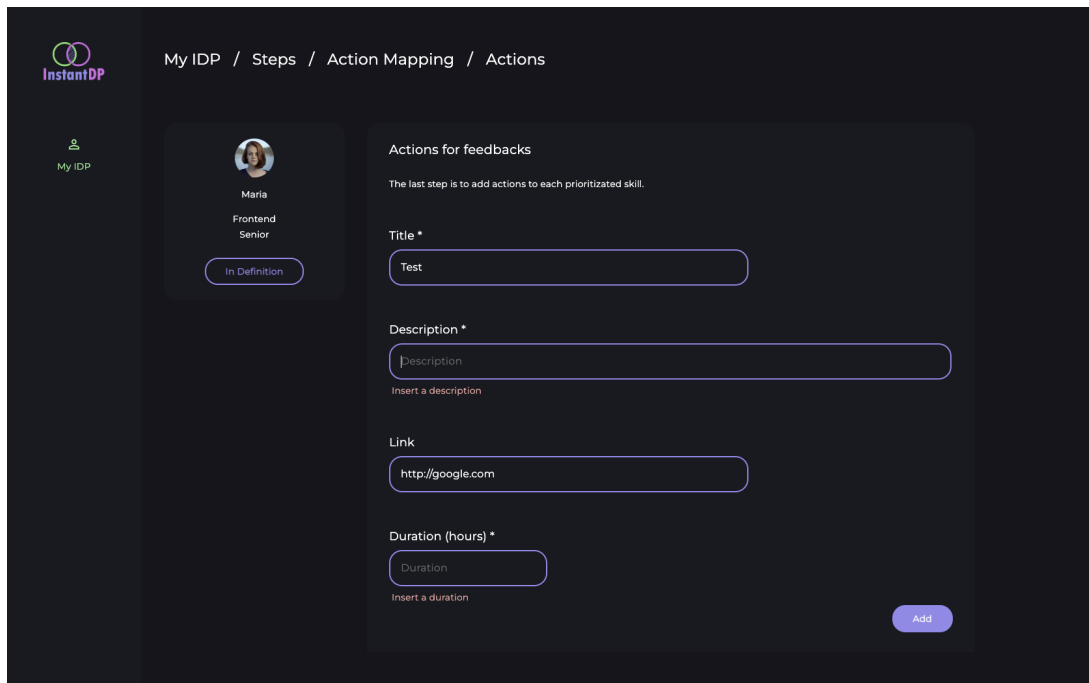 InstantDP
My IDP / Steps / Action Mapping / Actions
My IDP
Maria
Frontend
Senior
In Definition
Actions for feedbacks
The last step is to add actions to each prioritizated skill.
Title *
Test
Description *
Description
Insert a description
Link
http://google.com
Duration (hours) *
Duration
Insert a duration
Add